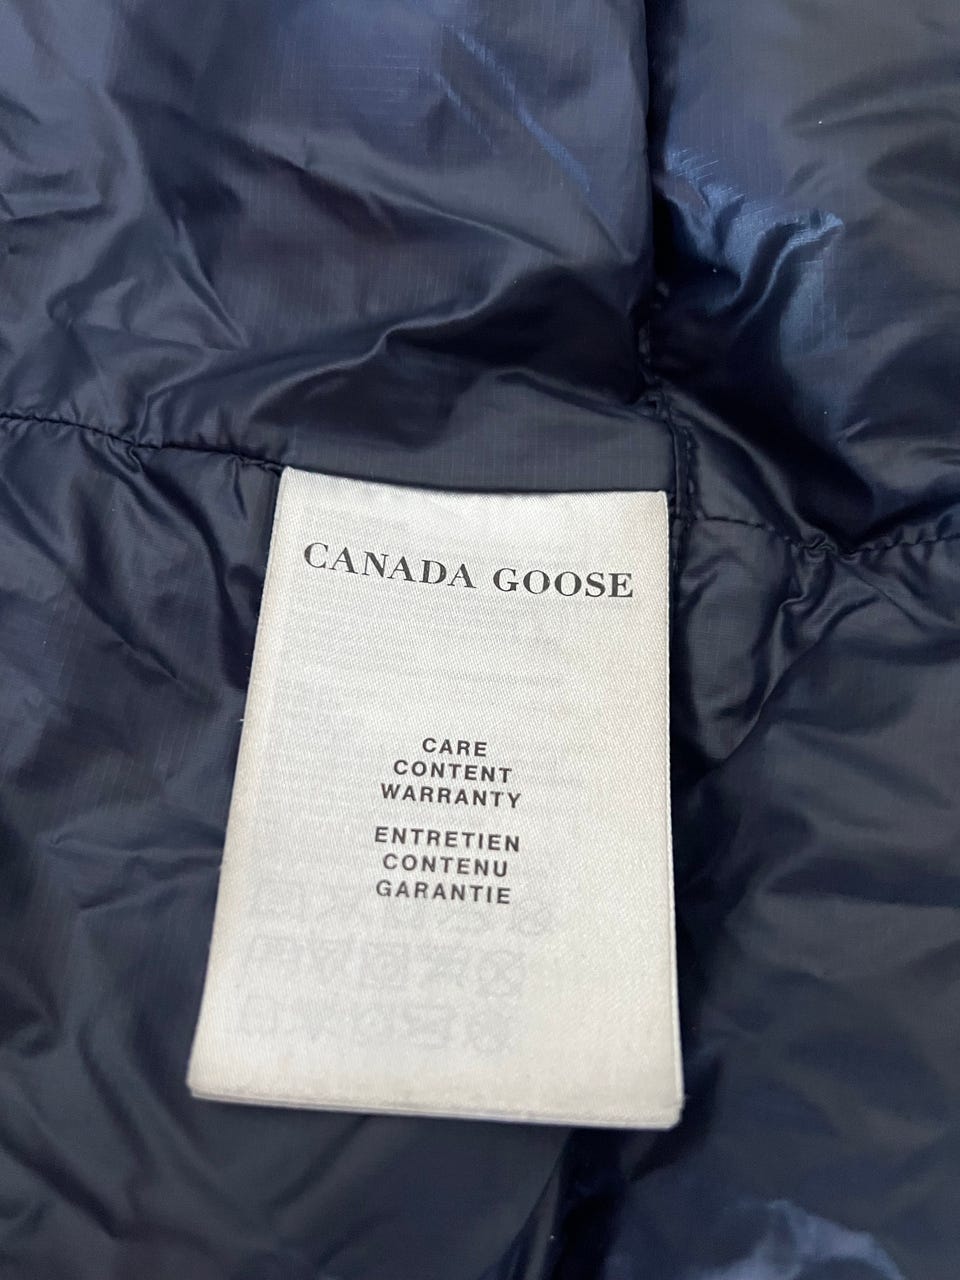 CANADA GOOSE
CARE
CONTENT
WARRANTY
ENTRETIEN
CONTENU
GARANTIE